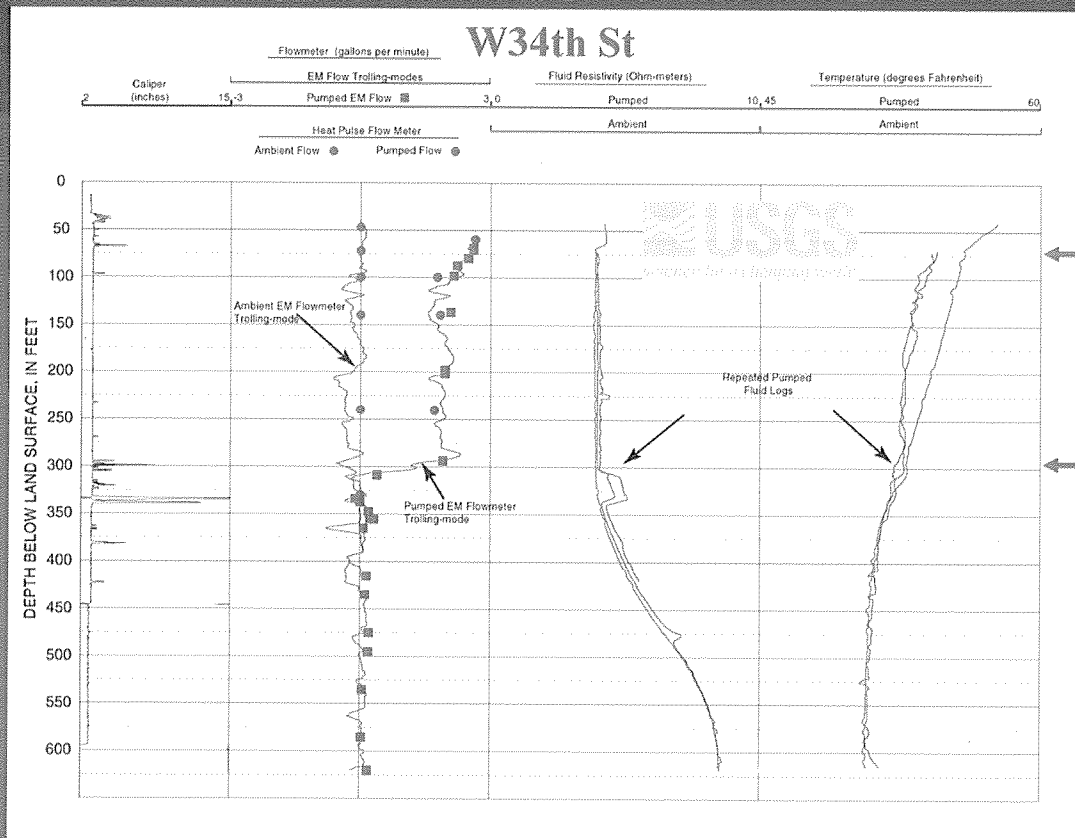 W34th St
Flowmeter (gallons per minute)
EM Flow Trolling-modes
Caliper
(inches)
2
15,-3
Pumped EM Flow
3,0
Fluid Resistivity (Ohm-meters)
Pumped
10,45
Temperature (degrees Fahrenheit)
Pumped
60
Heat Pulse Flow Meter
Ambient
Ambient
Ambient Flow
Pumped Flow
DEPTH BELOW LAND SURFACE, IN FEET
0
50
100
150
200
250
300
350
400
450
500
550
600
USGS
Ambient EM Flowmeter
Trolling-mode
Repeated Pumped
Fluid Logs
Pumped EM Flowmeter
Trolling-mode